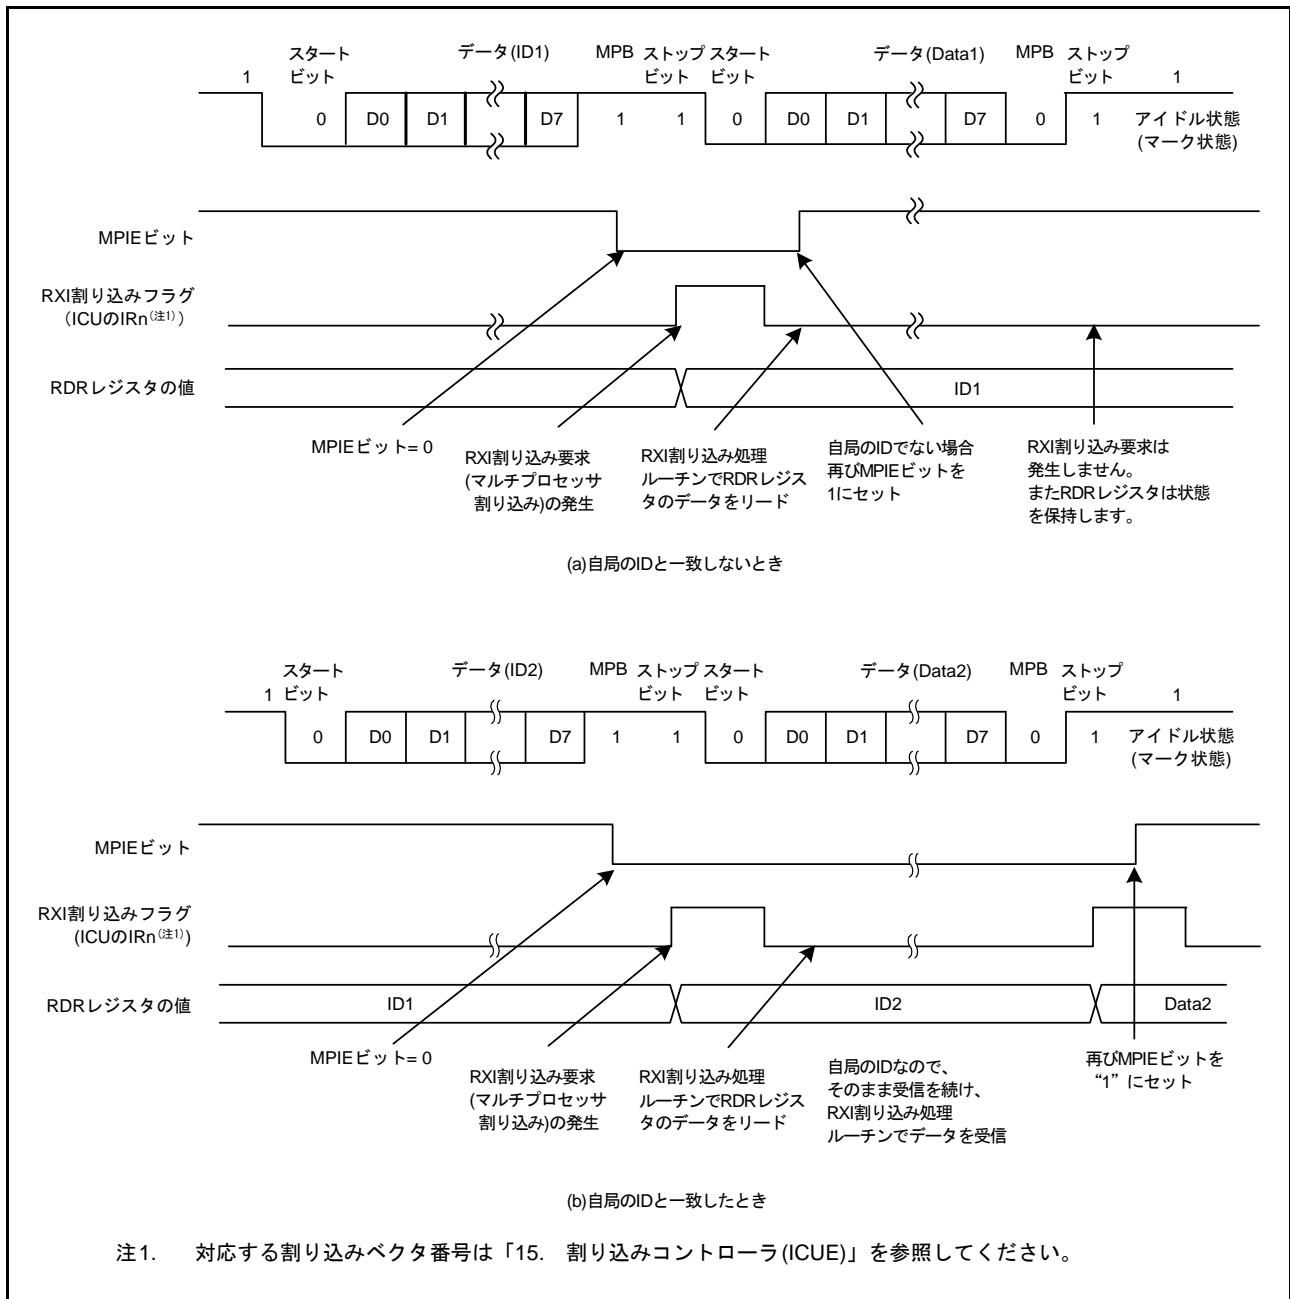 スタート データ(ID1) MPB ストップ スタート データ(Data1) MPB ストップ
1 ビット ビット ビット ビット 1
0 D0 D1 D7 1 1 0 D0 D1 D7 0 1 アイドル状態
(マーク状態)
MPIEビット
RXI割り込みフラグ
(ICUのIRn(注1))
RDRレジスタの値 ID1
MPIEビット= 0
RXI割り込み要求
(マルチプロセッサ
割り込み)の発生
RXI割り込み処理
ルーチンでRDRレジス
タのデータをリード
自局のIDでない場合
再びMPIEビットを
1にセット
RXI割り込み要求は
発生しません。
またRDRレジスタは状態
を保持します。
(a)自局のIDと一致しないとき
スタート データ(ID2) MPB ストップ スタート データ(Data2) MPB ストップ
1 ビット ビット ビット ビット 1
0 D0 D1 D7 1 1 0 D0 D1 D7 0 1 アイドル状態
(マーク状態)
MPIEビット
RXI割り込みフラグ
(ICUのIRn(注1))
RDRレジスタの値 ID1 ID2 Data2
MPIEビット= 0
RXI割り込み要求
(マルチプロセッサ
割り込み)の発生
RXI割り込み処理
ルーチンでRDRレジス
タのデータをリード
自局のIDなので、
そのまま受信を続け、
RXI割り込み処理
ルーチンでデータを受信
再びMPIEビットを
“1”にセット
(b)自局のIDと一致したとき
注1. 対応する割り込みベクタ番号は「15. 割り込みコントローラ(ICUE)」を参照してください。